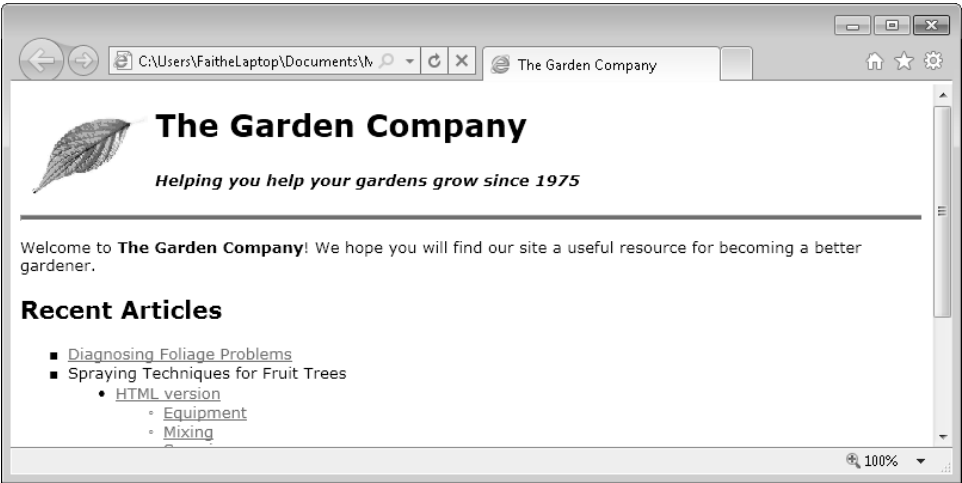 C:\Users\FaitheLaptop\Documents\M
The Garden Company
The Garden Company
Helping you help your gardens grow since 1975
Welcome to The Garden Company! We hope you will find our site a useful resource for becoming a better
gardener.
Recent Articles
Diagnosing Foliage Problems
Spraying Techniques for Fruit Trees
HTML version
Equipment
Mixing
100%